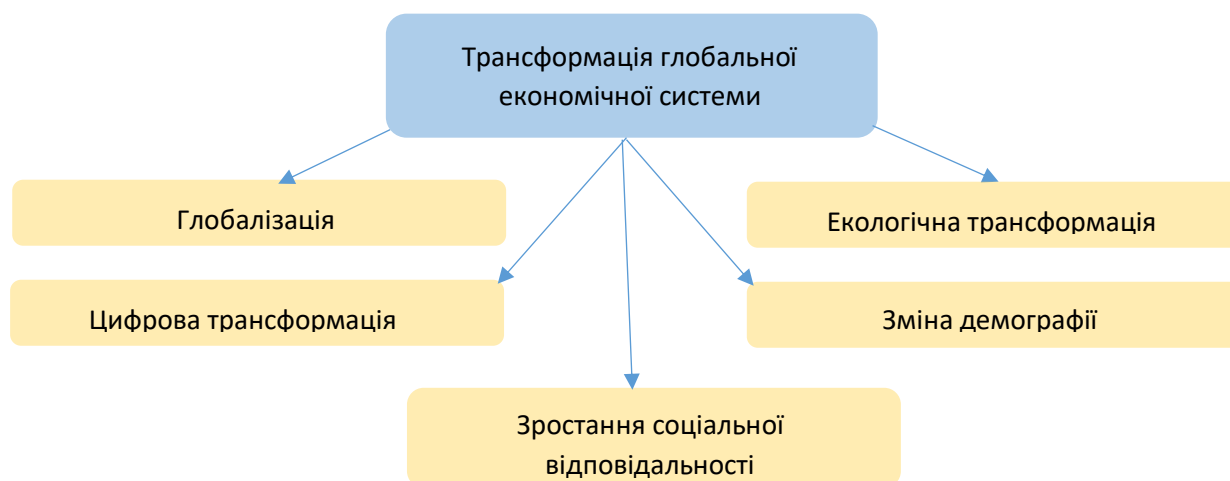 Трансформація глобальної
економічної системи
Глобалізація
Екологічна трансформація
Цифрова трансформація
Зміна демографії
Зростання соціальної
відповідальності